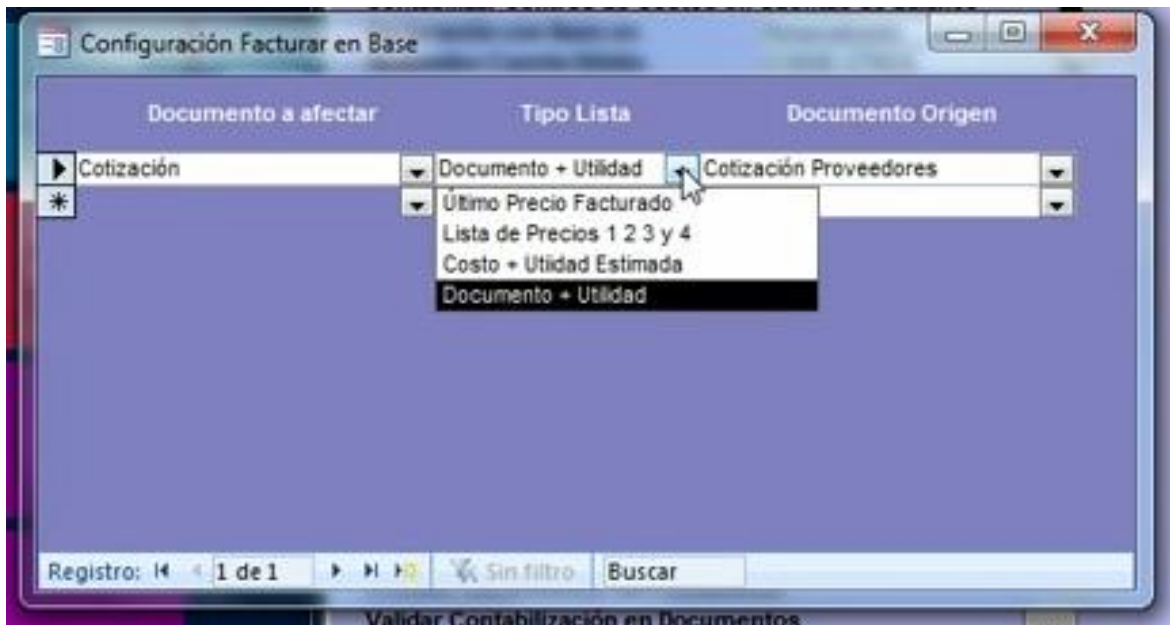 Configuración Facturar en Base
Documento a afectar Tipo Lista Documento Origen
Cotización Documento + Utilidad Cotización Proveedores
Último Precio Facturado
Lista de Precios 1 2 3 y 4
Costo + Utiidad Estimada
Documento + Utilidad
Registro: 1 de 1 Sin filtro Buscar
Validar Contabilización en Documentos